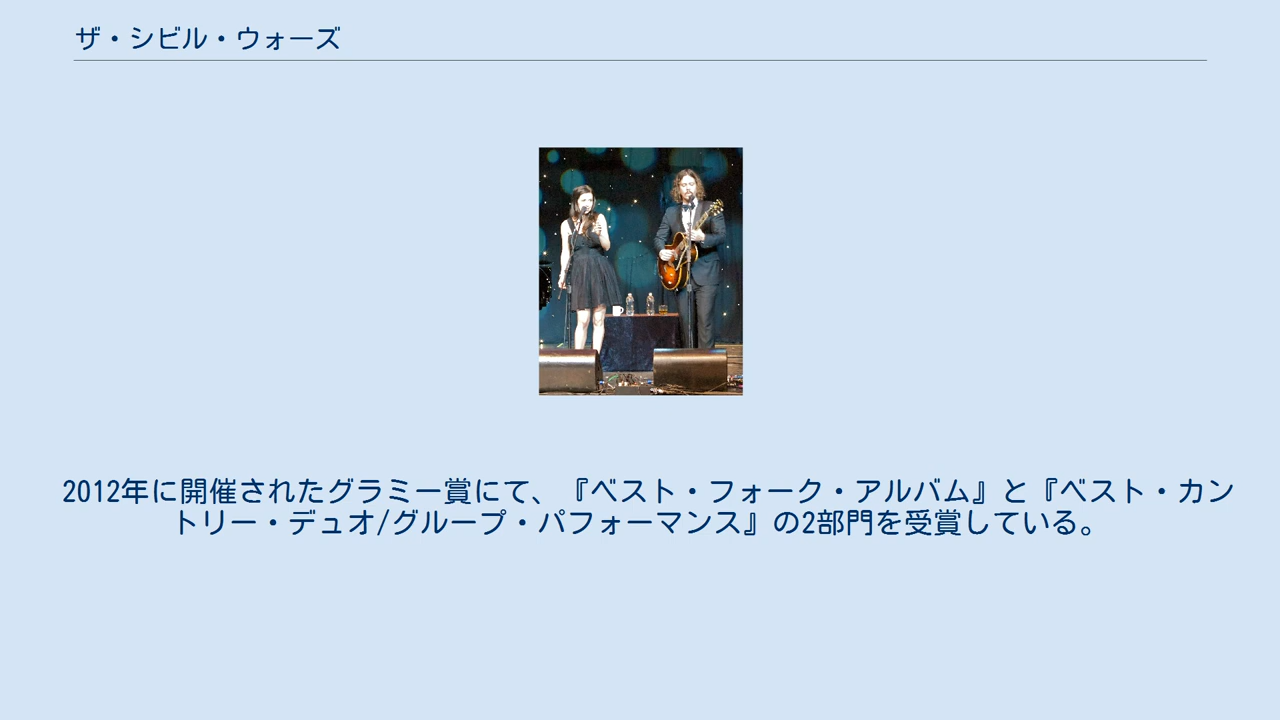 ザ・シビル・ウォーズ
2012年に開催されたグラミー賞にて、『ベスト・フォーク・アルバム』と『ベスト・カン
トリー・デュオ/グループ・パフォーマンス』の2部門を受賞している。